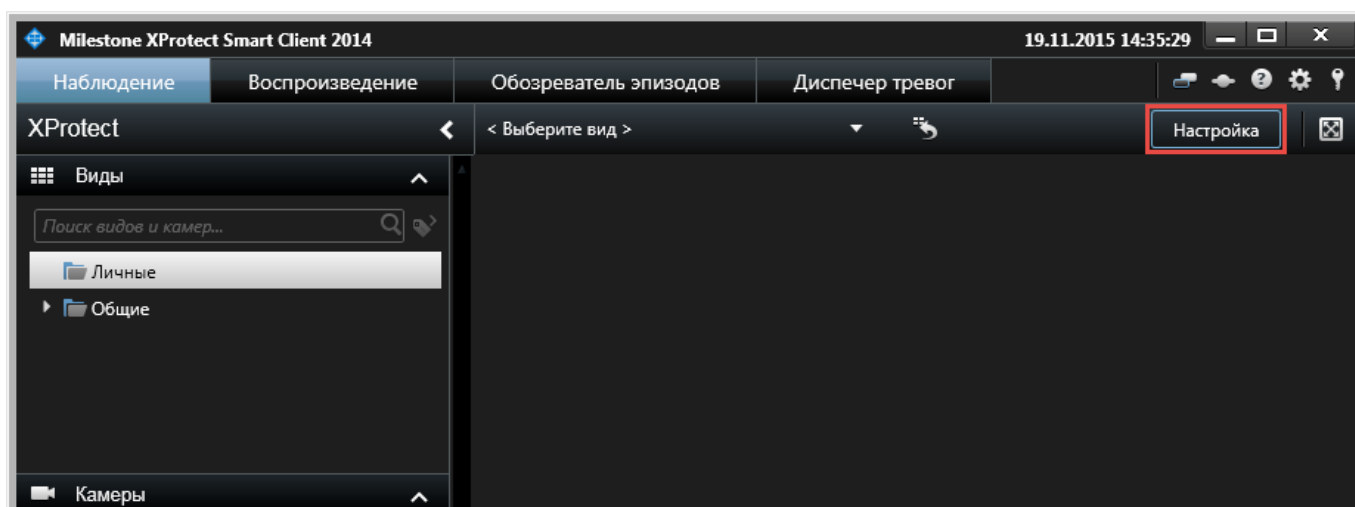 Milestone XProtect Smart Client 2014 19.11.2015 14:35:29
Наблюдение Воспроизведение Обозреватель эпизодов Диспечер тревог
XProtect < Выберите вид > Настройка
Виды
Поиск видов и камер...
Личные
Общие
Камеры